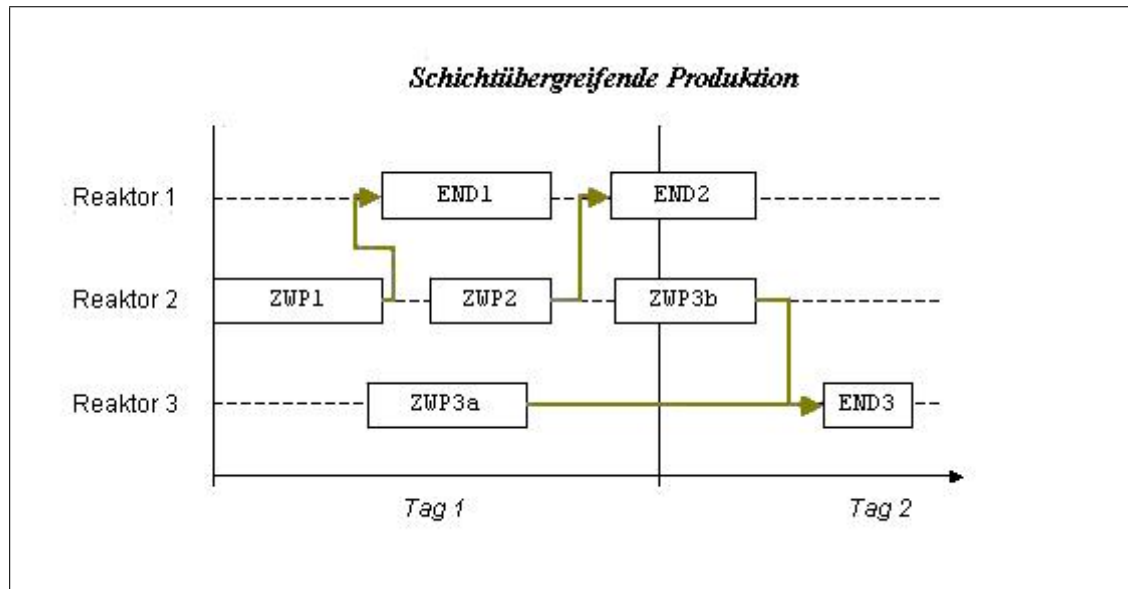 Schichtübergreifende Produktion
Reaktor 1
END1
END2
Reaktor 2
ZWP1
ZWP2
ZWP3b
Reaktor 3
ZWP3a
END3
Tag 1
Tag 2